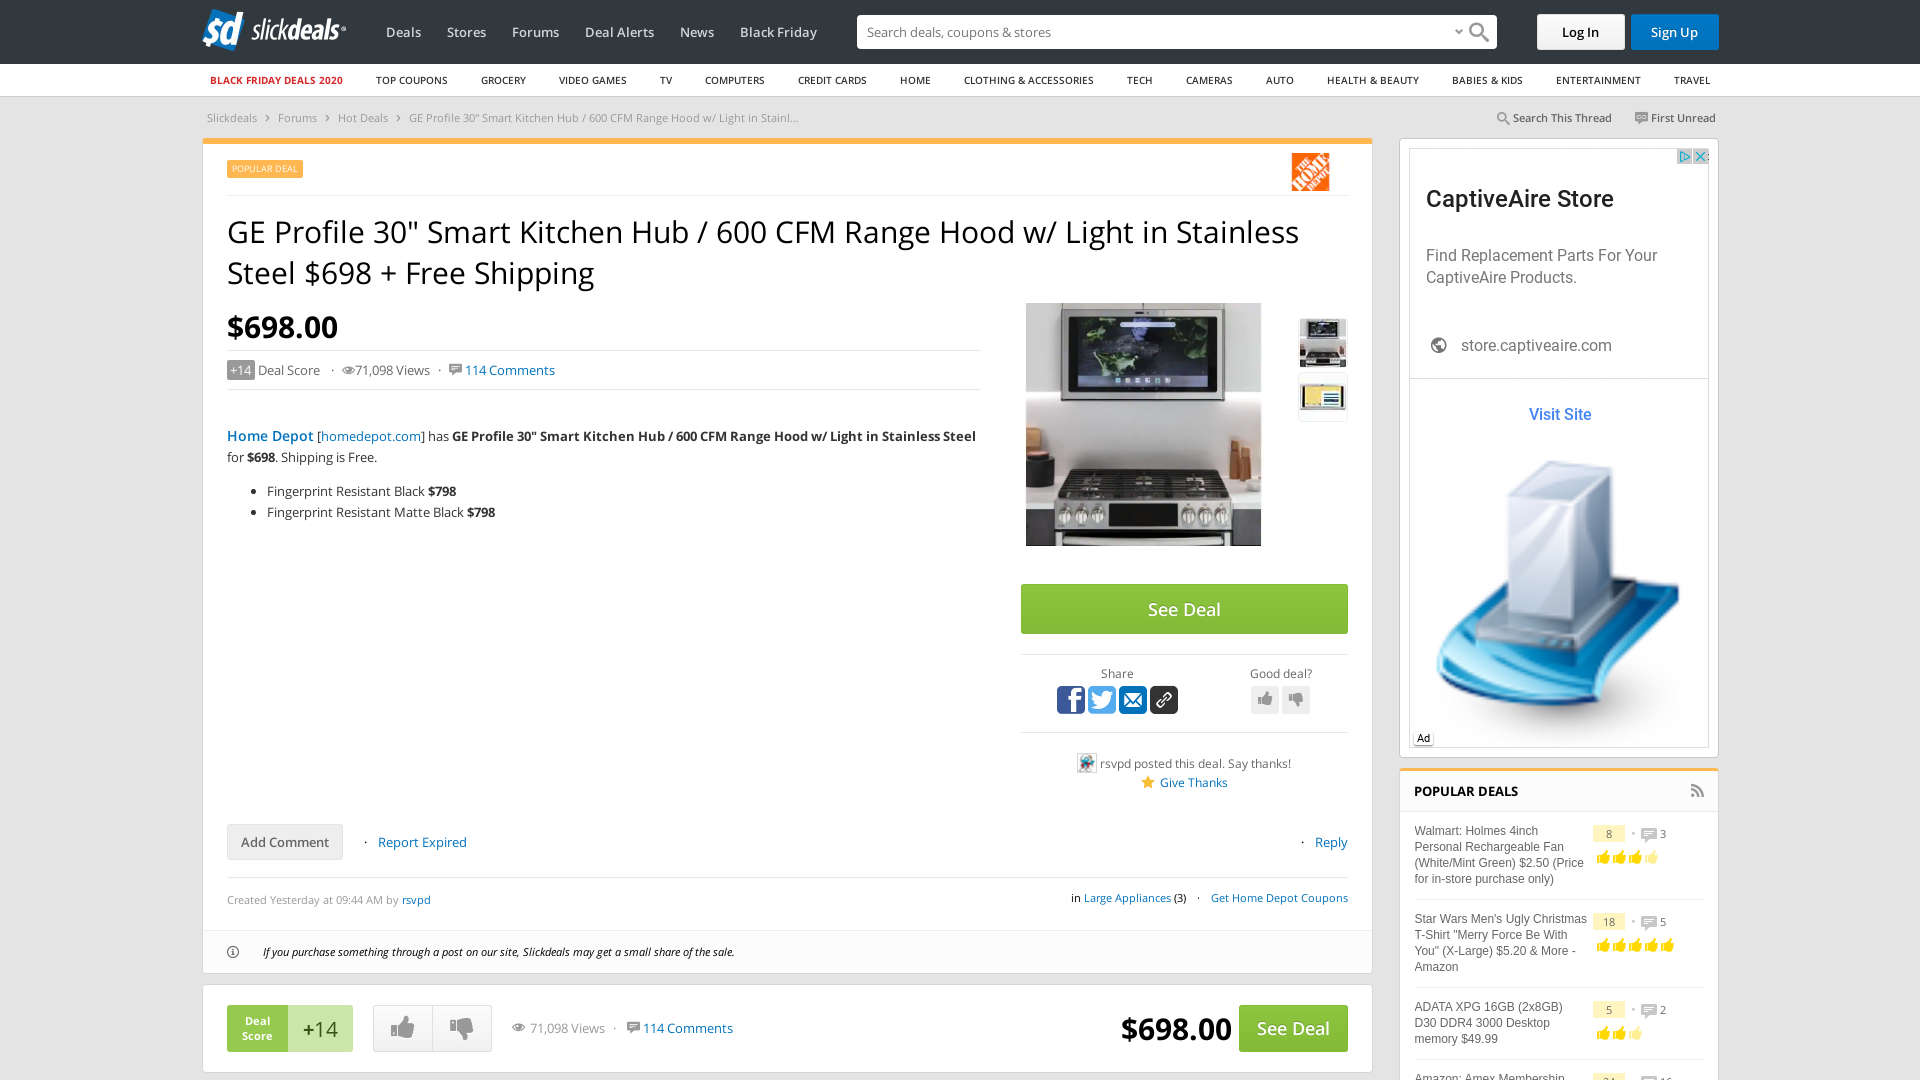 slickdeals
Deals
Stores
Forums
Deal Alerts
News
Black Friday
Search deals, coupons & stores
Log In
Sign Up
BLACK FRIDAY DEALS 2020
TOP COUPONS
GROCERY
VIDEO GAMES
TV
COMPUTERS
CREDIT CARDS
HOME
CLOTHING & ACCESSORIES
TECH
CAMERAS
AUTO
HEALTH & BEAUTY
BABIES & KIDS
ENTERTAINMENT
TRAVEL
Slickdeals › Forums › Hot Deals › GE Profile 30" Smart Kitchen Hub / 600 CFM Range Hood w/ Light in Stainl...
Search This Thread
First Unread
POPULAR DEAL
THE HOME DEPOT
GE Profile 30" Smart Kitchen Hub / 600 CFM Range Hood w/ Light in Stainless
Steel $698 + Free Shipping
$698.00
+14 Deal Score · 71,098 Views · 114 Comments
Home Depot [homedepot.com] has GE Profile 30" Smart Kitchen Hub / 600 CFM Range Hood w/ Light in Stainless Steel
for $698. Shipping is Free.
• Fingerprint Resistant Black $798
• Fingerprint Resistant Matte Black $798
See Deal
Share
Good deal?
rsvpd posted this deal. Say thanks!
Give Thanks
Add Comment · Report Expired
· Reply
Created Yesterday at 09:44 AM by rsvpd
in Large Appliances (3) · Get Home Depot Coupons
If you purchase something through a post on our site, Slickdeals may get a small share of the sale.
Deal
Score
+14
71,098 Views · 114 Comments
$698.00
See Deal
CaptiveAire Store
Find Replacement Parts For Your
CaptiveAire Products.
store.captiveaire.com
Visit Site
Ad
POPULAR DEALS
Walmart: Holmes 4inch
Personal Rechargeable Fan
(White/Mint Green) $2.50 (Price
for in-store purchase only)
8 • 3
Star Wars Men's Ugly Christmas
T-Shirt "Merry Force Be With
You" (X-Large) $5.20 & More -
Amazon
18 • 5
ADATA XPG 16GB (2x8GB)
D30 DDR4 3000 Desktop
memory $49.99
5 • 2
Amazon: Amex Membership